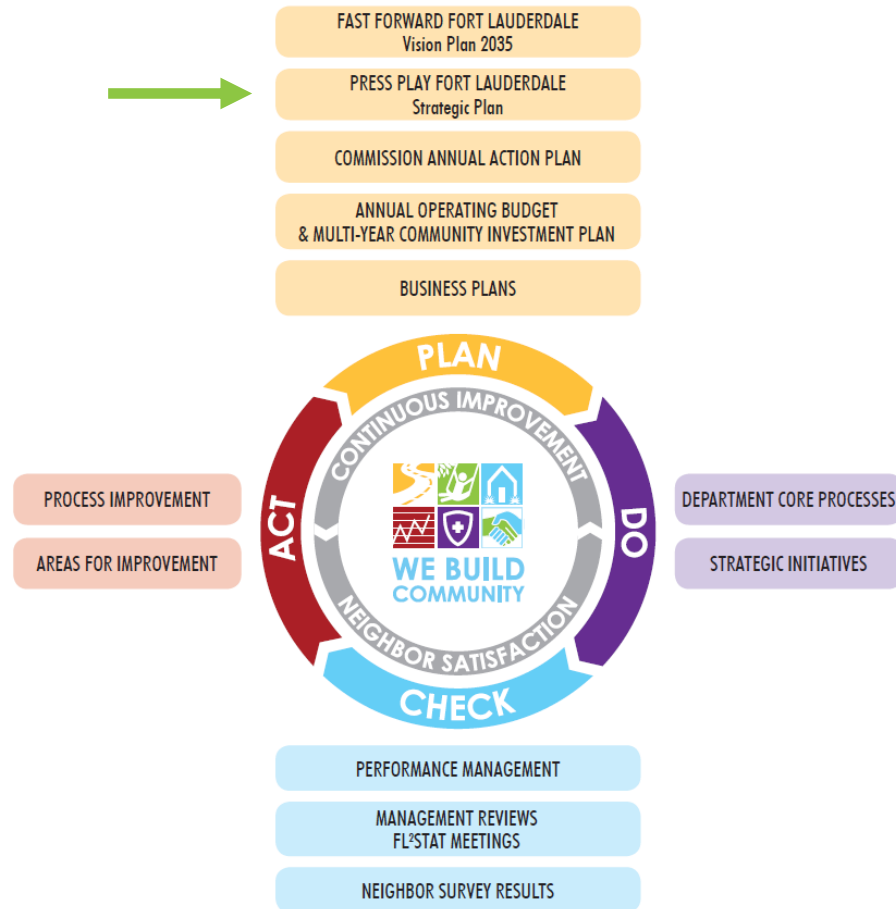 FAST FORWARD FORT LAUDERDALE
Vision Plan 2035
PRESS PLAY FORT LAUDERDALE
Strategic Plan
COMMISSION ANNUAL ACTION PLAN
ANNUAL OPERATING BUDGET
& MULTI-YEAR COMMUNITY INVESTMENT PLAN
BUSINESS PLANS
PLAN
CONTINUOUS IMPROVEMENT
ACT
PROCESS IMPROVEMENT
AREAS FOR IMPROVEMENT
WE BUILD
COMMUNITY
DO
DEPARTMENT CORE PROCESSES
STRATEGIC INITIATIVES
NEIGHBOR SATISFACTION
CHECK
PERFORMANCE MANAGEMENT
MANAGEMENT REVIEWS
FL²STAT MEETINGS
NEIGHBOR SURVEY RESULTS